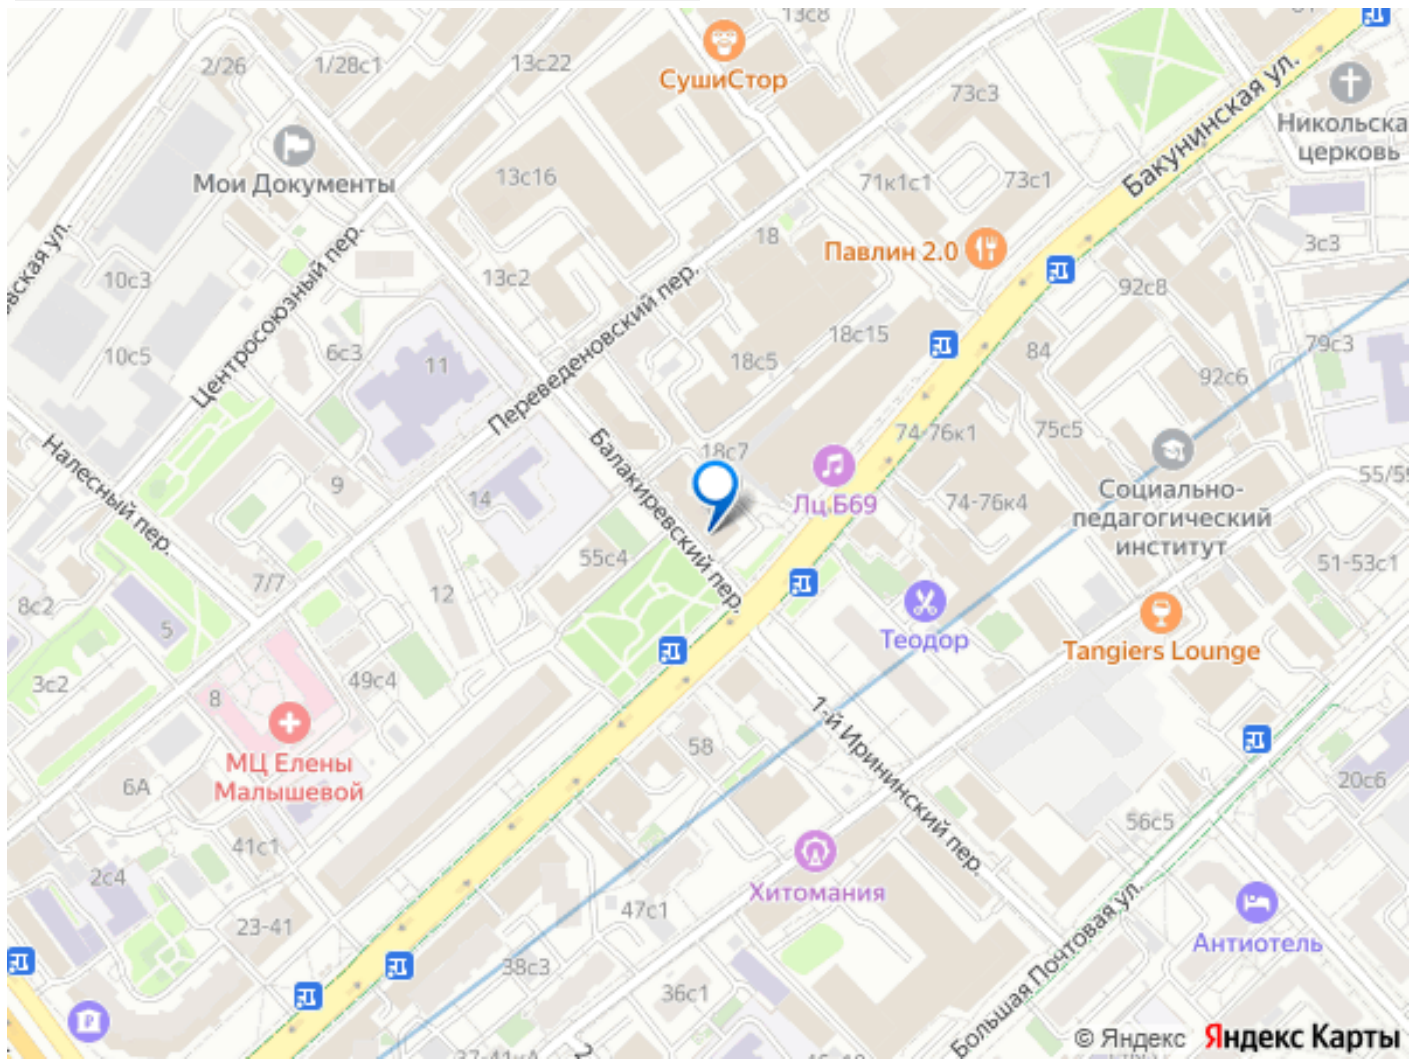 13с8
2/26
1/28с1
13с22
СушиСтор
73с3
Бакунинская ул.
Никольска
церковь
Мои Документы
13с16
71к1с1
73с1
3с3
вская ул.
10с3
Центросоюзный пер.
13с2
18
Павлин 2.0
92с8
Переведеновский пер.
18с15
10с5
6с3
11
18с5
84
79с3
92с6
Налесный пер.
Балакиревский пер.
18с7
74-76к1
75с5
9
14
Лц Б69
74-76к4
Социально-
педагогический
институт
55/59
55с4
51-53с1
7/7
12
8с2
5
Теодор
Tangiers Lounge
3с2
8
49с4
МЦ Елены
Малышевой
58
1-й Ирининский пер.
6А
20с6
56с5
41с1
2с4
Хитомания
23-41
47с1
Большая Почтовая ул.
Антиотель
38с3
36с1
© Яндекс
Яндекс Карты